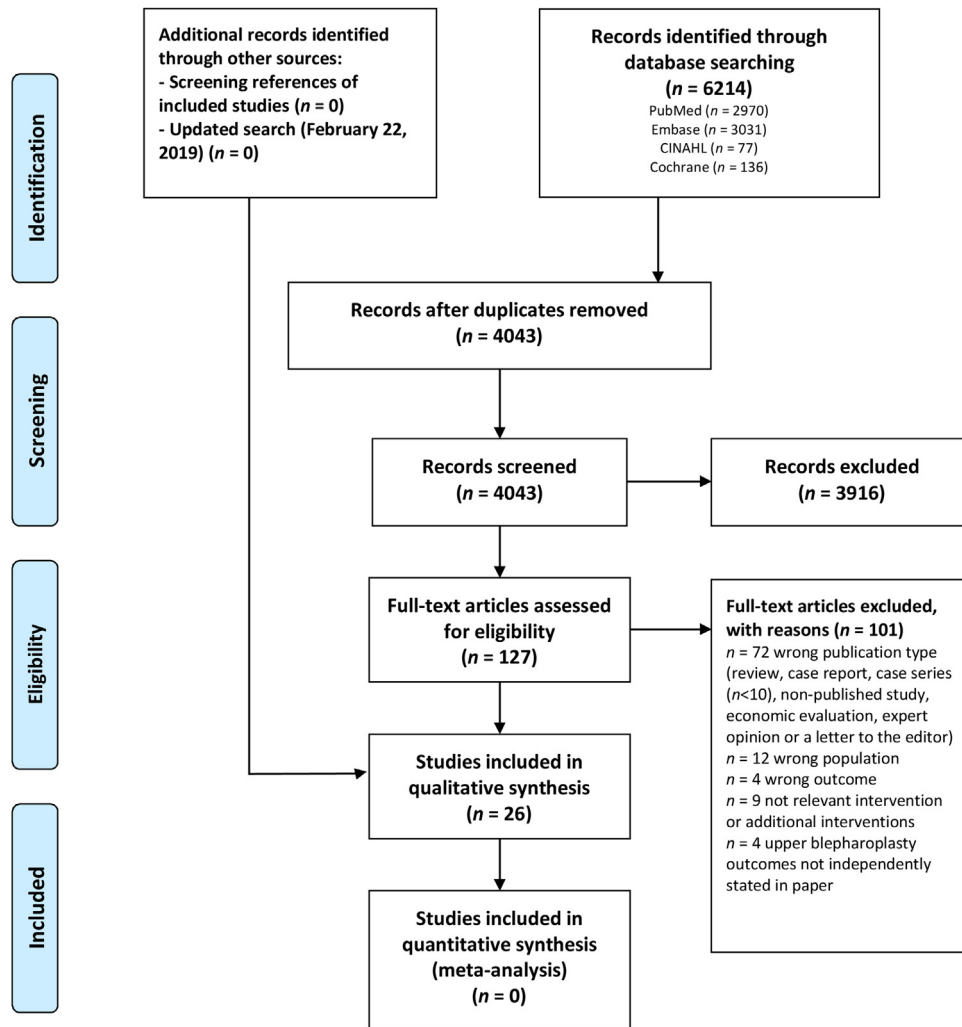 Additional records identified
through other sources:
- Screening references of
included studies (n = 0)
- Updated search (February 22,
2019) (n = 0)
Records identified through
database searching
(n = 6214)
PubMed (n = 2970)
Embase (n = 3031)
CINAHL (n = 77)
Cochrane (n = 136)
Identification
Records after duplicates removed
(n = 4043)
Screening
Records screened
(n = 4043)
Records excluded
(n = 3916)
Eligibility
Full-text articles assessed
for eligibility
(n = 127)
Full-text articles excluded,
with reasons (n = 101)
n = 72 wrong publication type
(review, case report, case series
(n<10), non-published study,
economic evaluation, expert
opinion or a letter to the editor)
n = 12 wrong population
n = 4 wrong outcome
n = 9 not relevant intervention
or additional interventions
n = 4 upper blepharoplasty
outcomes not independently
stated in paper
Studies included in
qualitative synthesis
(n = 26)
Included
Studies included in
quantitative synthesis
(meta-analysis)
(n = 0)